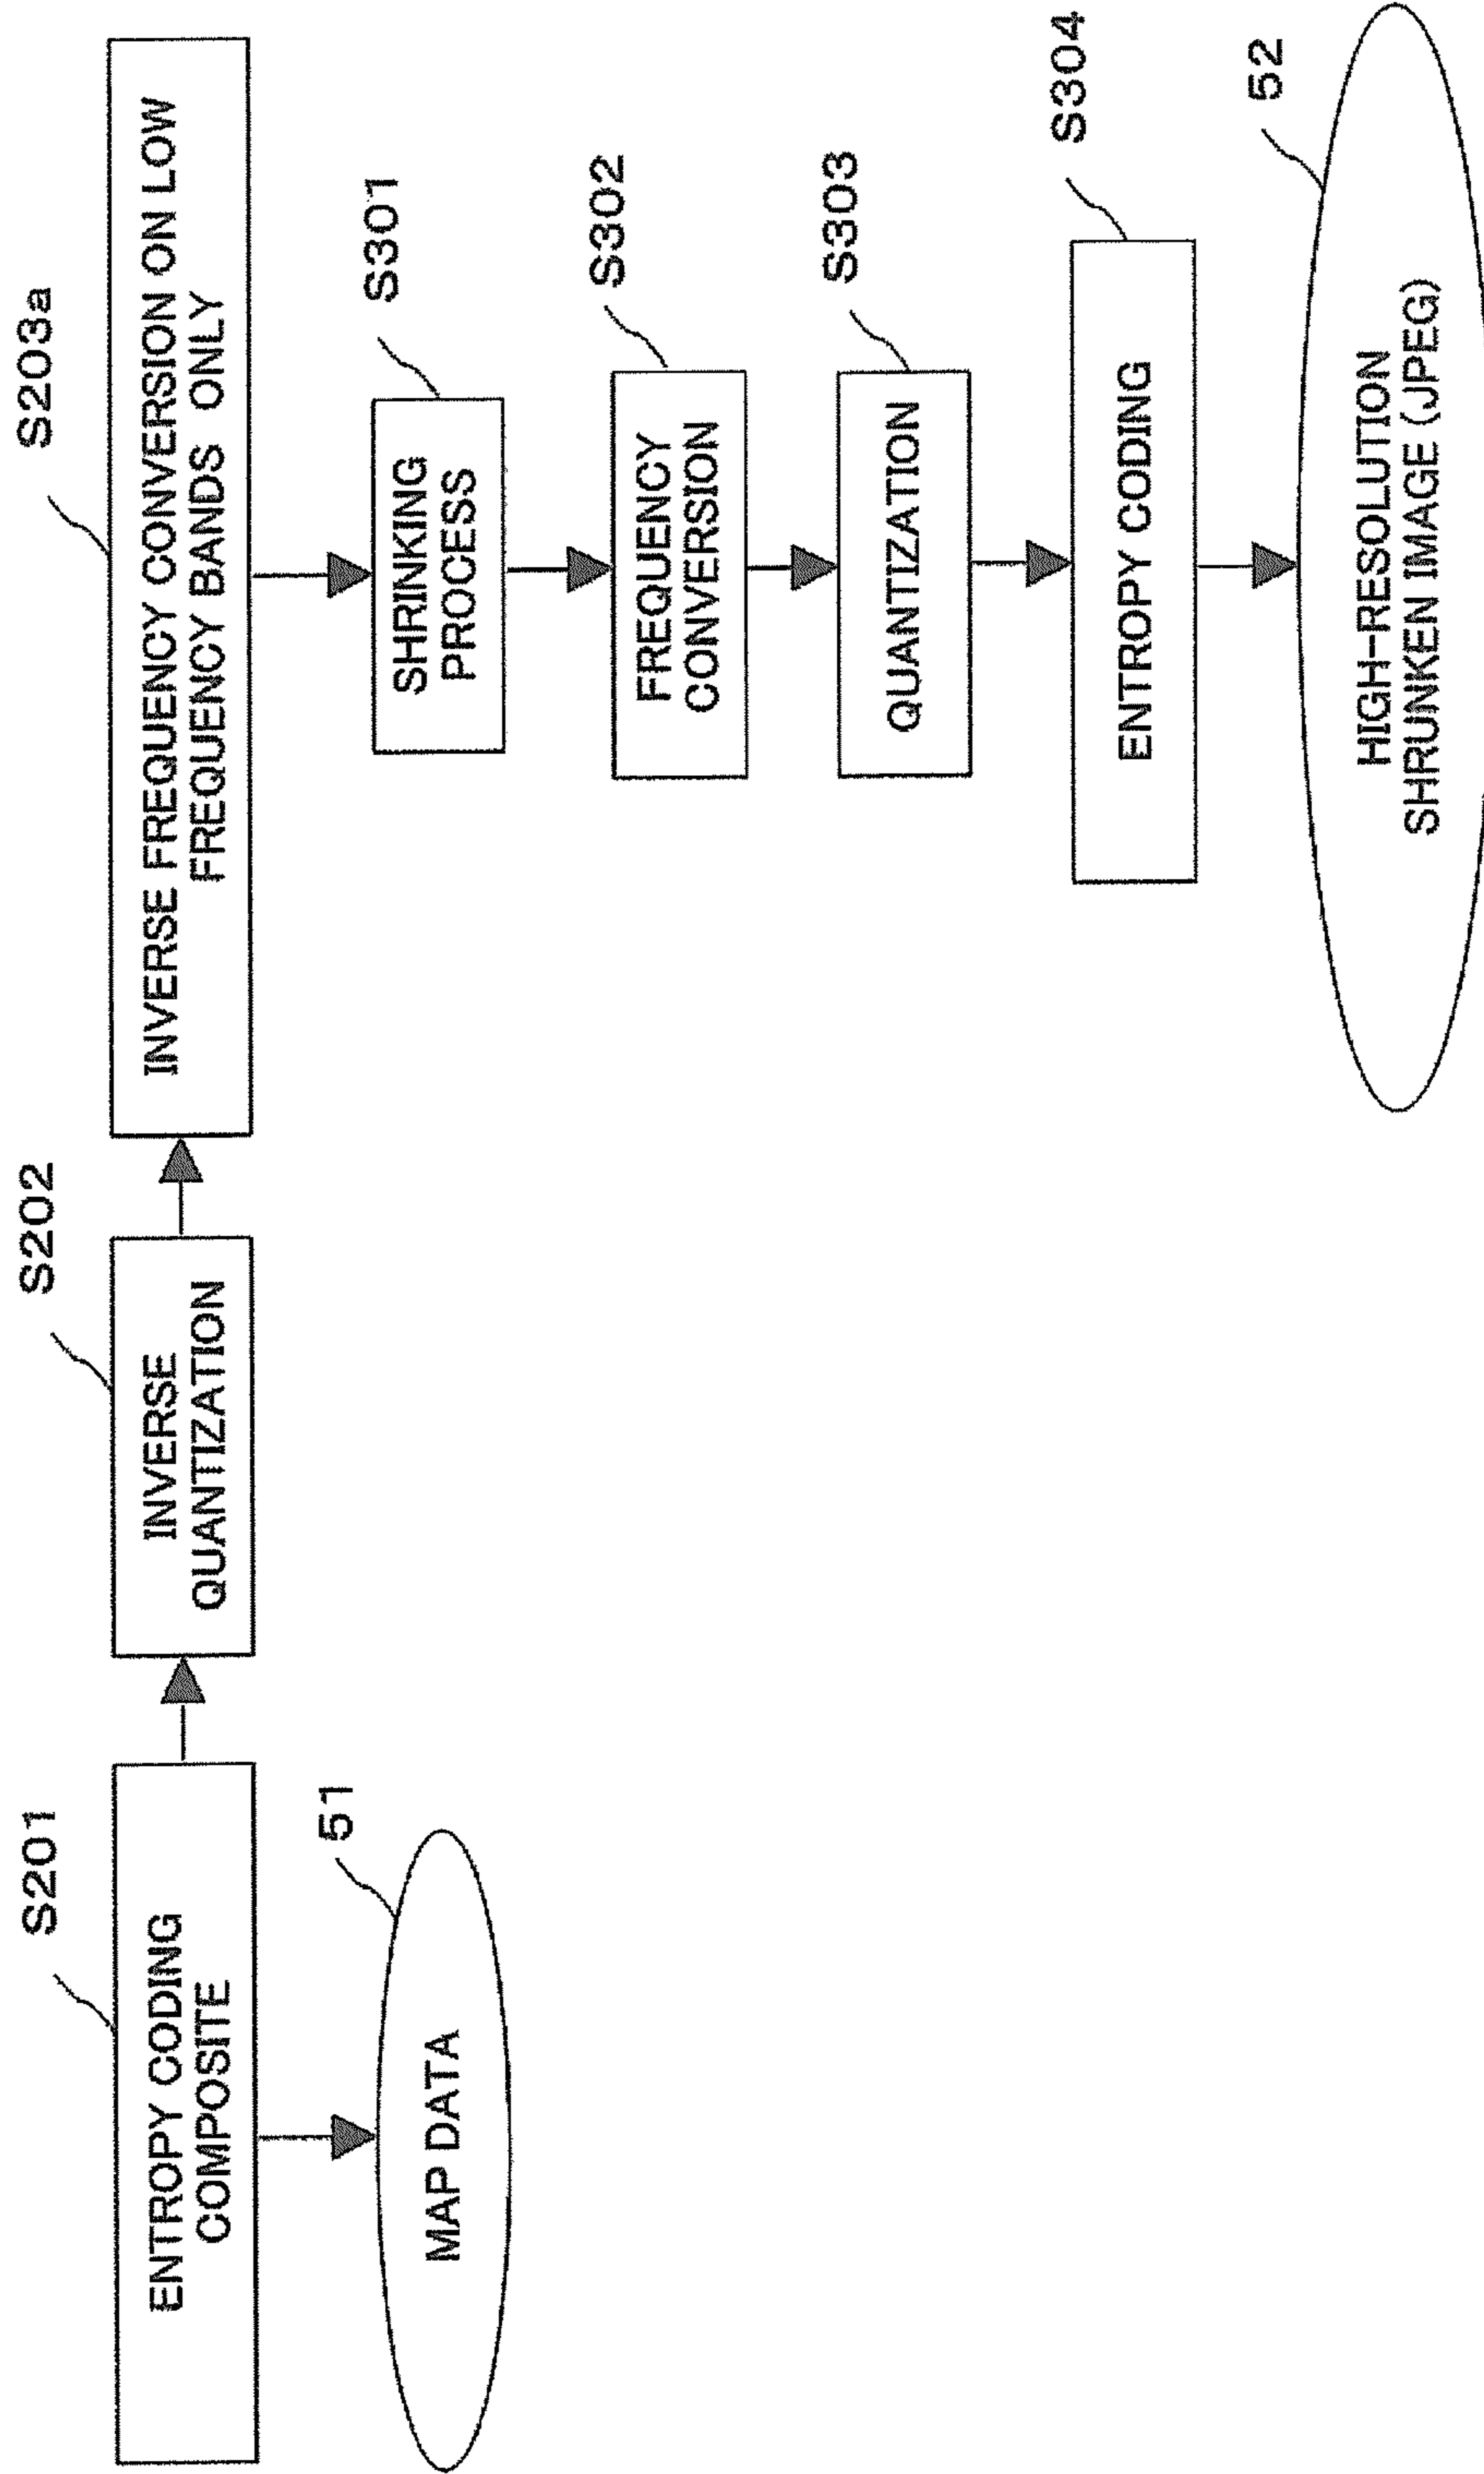 S201
ENTROPY CODING
COMPOSITE
51
MAP DATA
S202
INVERSE
QUANTIZATION
S203a
INVERSE FREQUENCY CONVERSION ON LOW
FREQUENCY BANDS ONLY
S301
SHRINKING
PROCESS
S302
FREQUENCY
CONVERSION
S303
QUANTIZATION
S304
ENTROPY CODING
52
HIGH-RESOLUTION
SHRUNKEN IMAGE (JPEG)